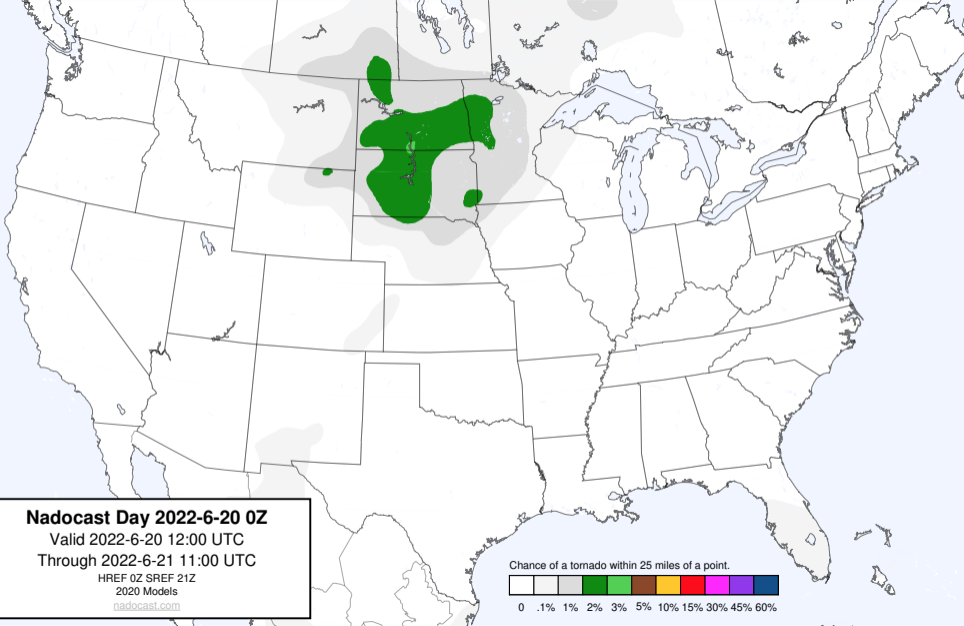 Nadocast Day 2022-6-20 0Z
Valid 2022-6-20 12:00 UTC
Through 2022-6-21 11:00 UTC
HREF 0Z SREF 21Z
2020 Models
nadocast.com
Chance of a tornado within 25 miles of a point.
0 .1% 1% 2% 3% 5% 10% 15% 30% 45% 60%